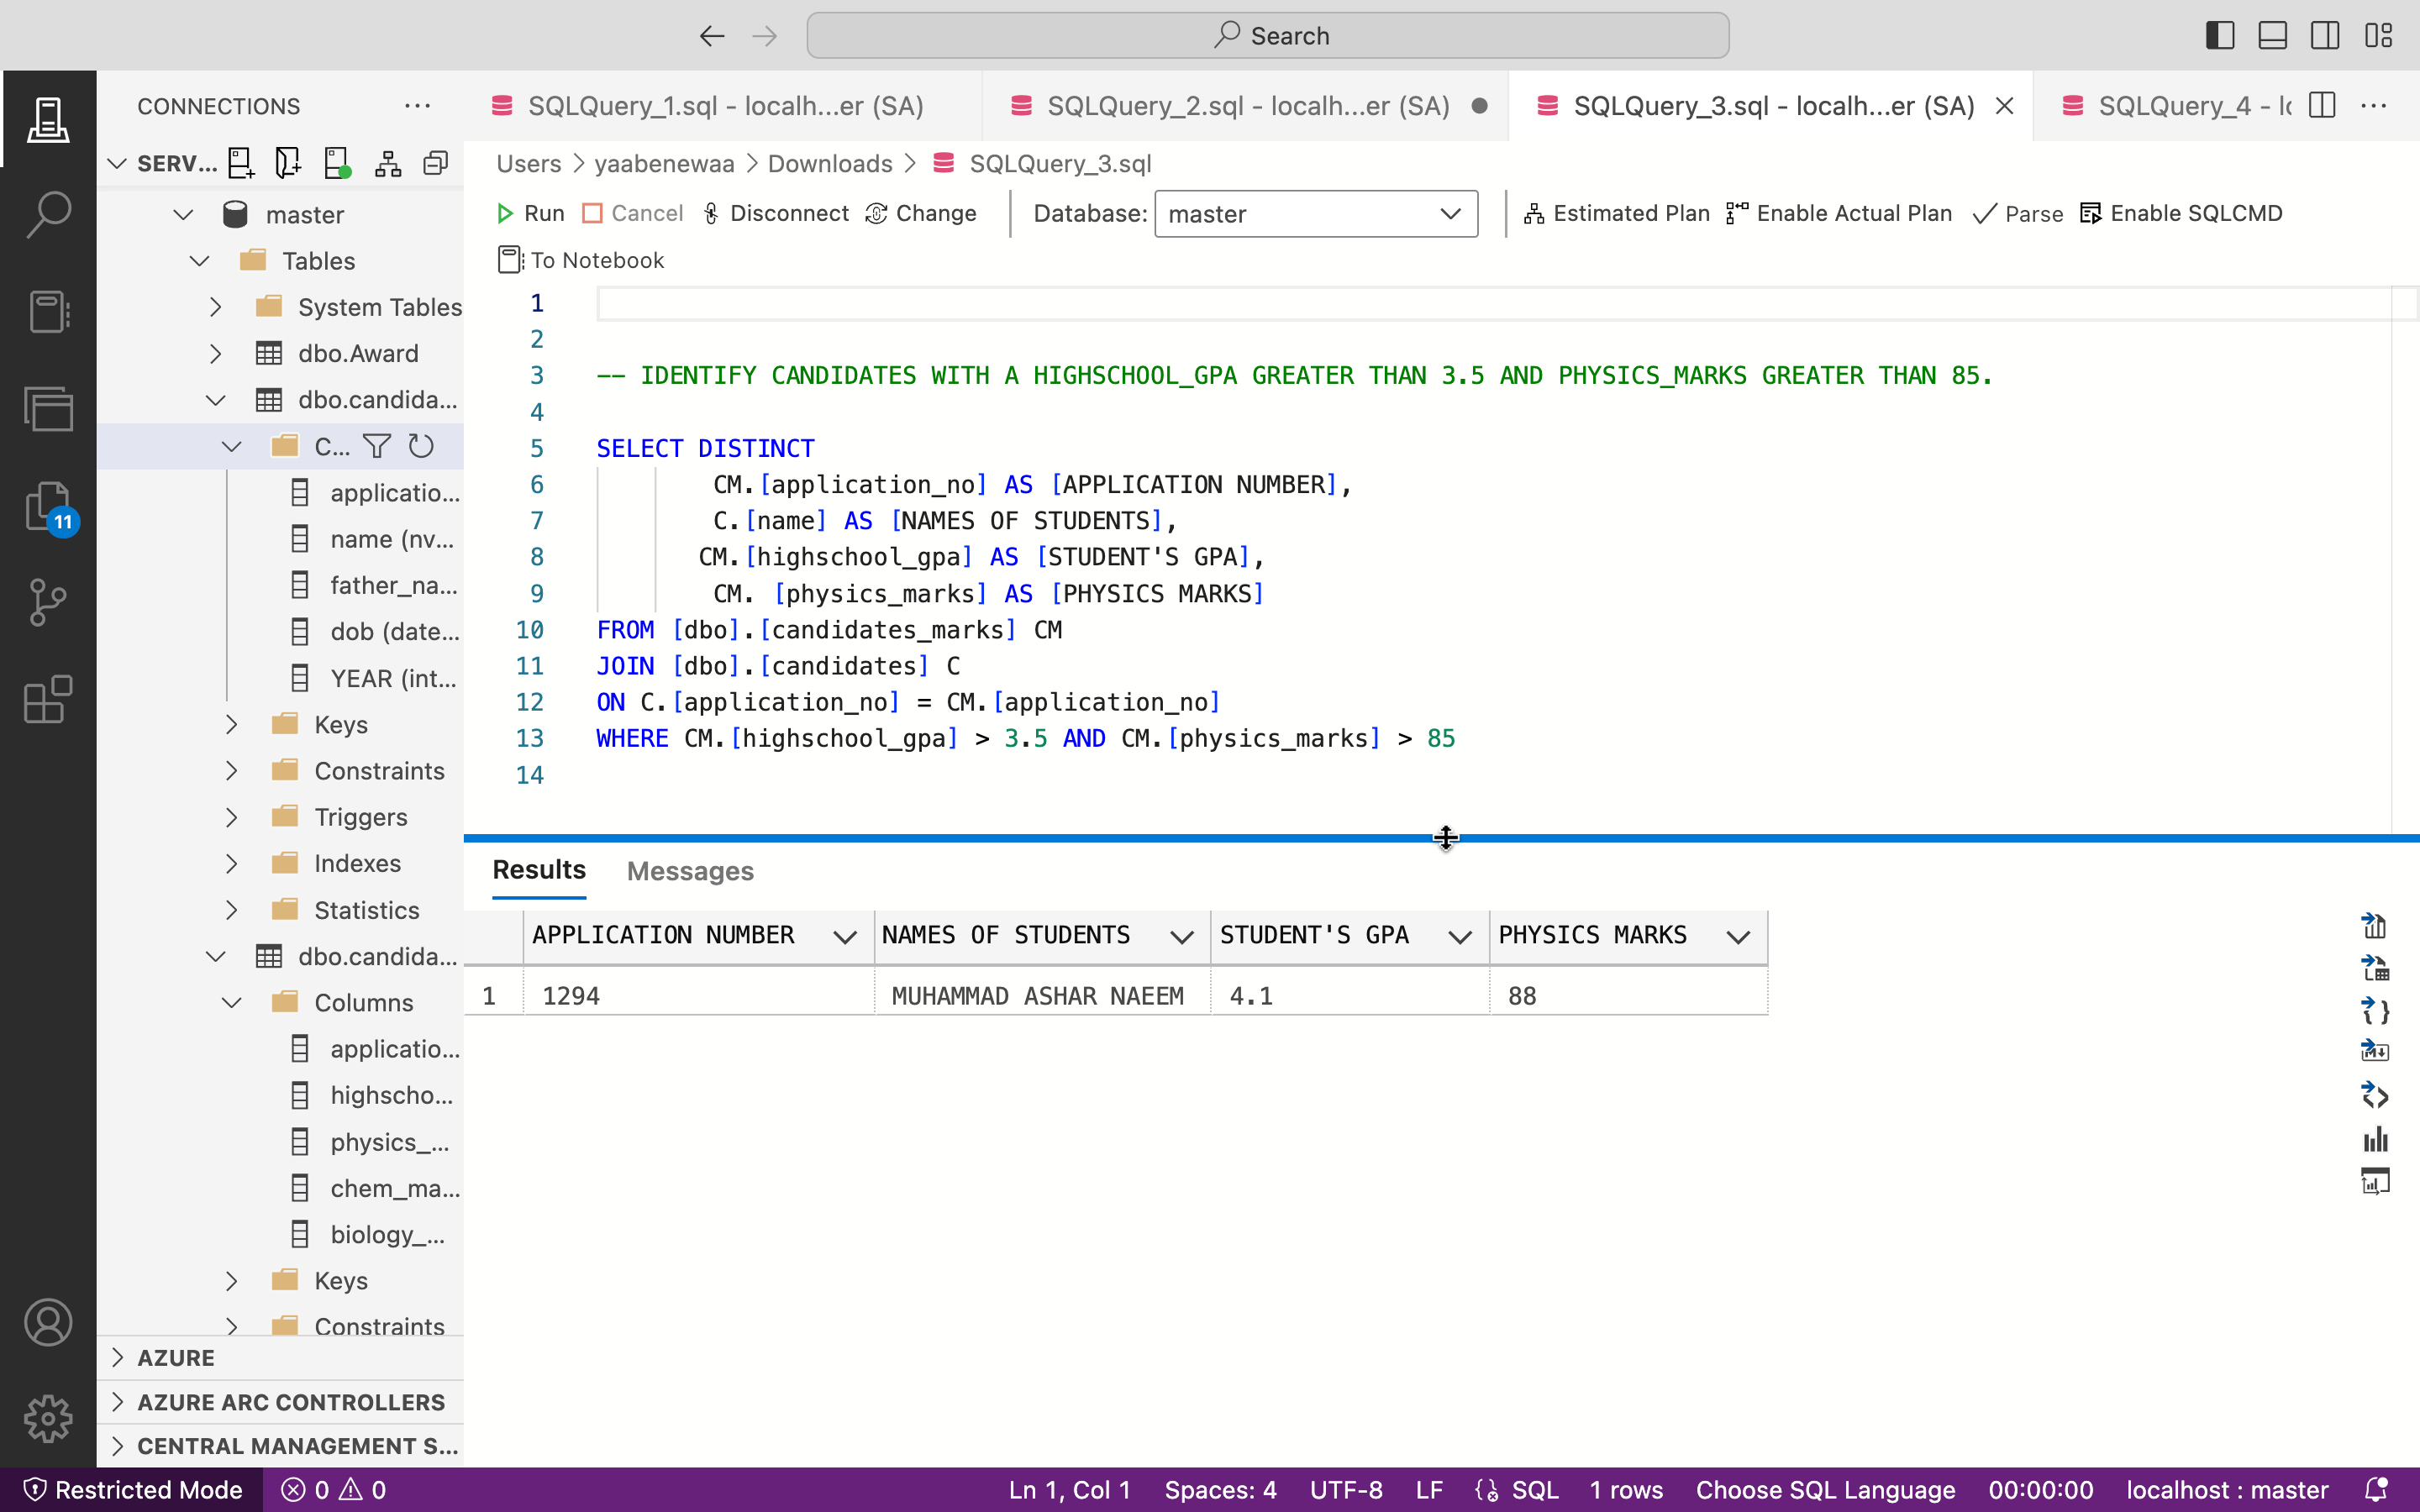 Search
CONNECTIONS
SQLQuery_1.sql - localh...er (SA)
SQLQuery_2.sql - localh...er (SA)
SQLQuery_3.sql - localh...er (SA)
SQLQuery_4 - lo
SERV...
Users > yaabenewaa > Downloads > SQLQuery_3.sql
Run Cancel Disconnect Change Database: master Estimated Plan Enable Actual Plan Parse Enable SQLCMD
To Notebook
master
Tables
System Tables
dbo.Award
dbo.candida...
C...
applicatio...
name (nv...
father_na...
dob (date...
YEAR (int...
Keys
Constraints
Triggers
Indexes
Statistics
dbo.candida...
Columns
applicatio...
highscho...
physics_...
chem_ma...
biology_...
Keys
Constraints
AZURE
AZURE ARC CONTROLLERS
CENTRAL MANAGEMENT S...
11
1
2
3 -- IDENTIFY CANDIDATES WITH A HIGHSCHOOL_GPA GREATER THAN 3.5 AND PHYSICS_MARKS GREATER THAN 85.
4
5 SELECT DISTINCT
6 CM.[application_no] AS [APPLICATION NUMBER],
7 C.[name] AS [NAMES OF STUDENTS],
8 CM.[highschool_gpa] AS [STUDENT'S GPA],
9 CM. [physics_marks] AS [PHYSICS MARKS]
10 FROM [dbo].[candidates_marks] CM
11 JOIN [dbo].[candidates] C
12 ON C.[application_no] = CM.[application_no]
13 WHERE CM.[highschool_gpa] > 3.5 AND CM.[physics_marks] > 85
14
Results Messages
APPLICATION NUMBER NAMES OF STUDENTS STUDENT'S GPA PHYSICS MARKS
1 1294 MUHAMMAD ASHAR NAEEM 4.1 88
Restricted Mode 0 0 Ln 1, Col 1 Spaces: 4 UTF-8 LF SQL 1 rows Choose SQL Language 00:00:00 localhost : master